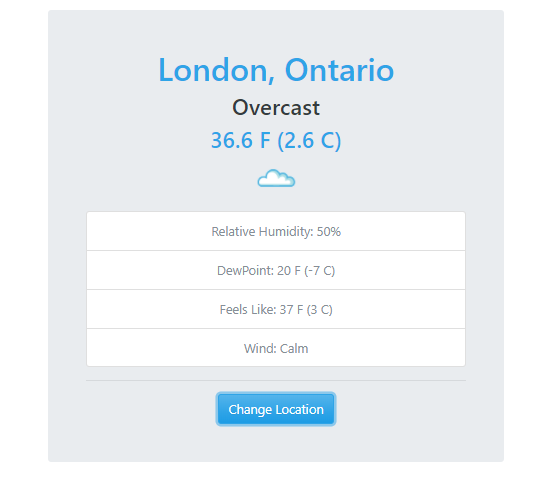 London, Ontario
Overcast
36.6 F (2.6 C)
Relative Humidity: 50%
DewPoint: 20 F (-7 C)
Feels Like: 37 F (3 C)
Wind: Calm
Change Location